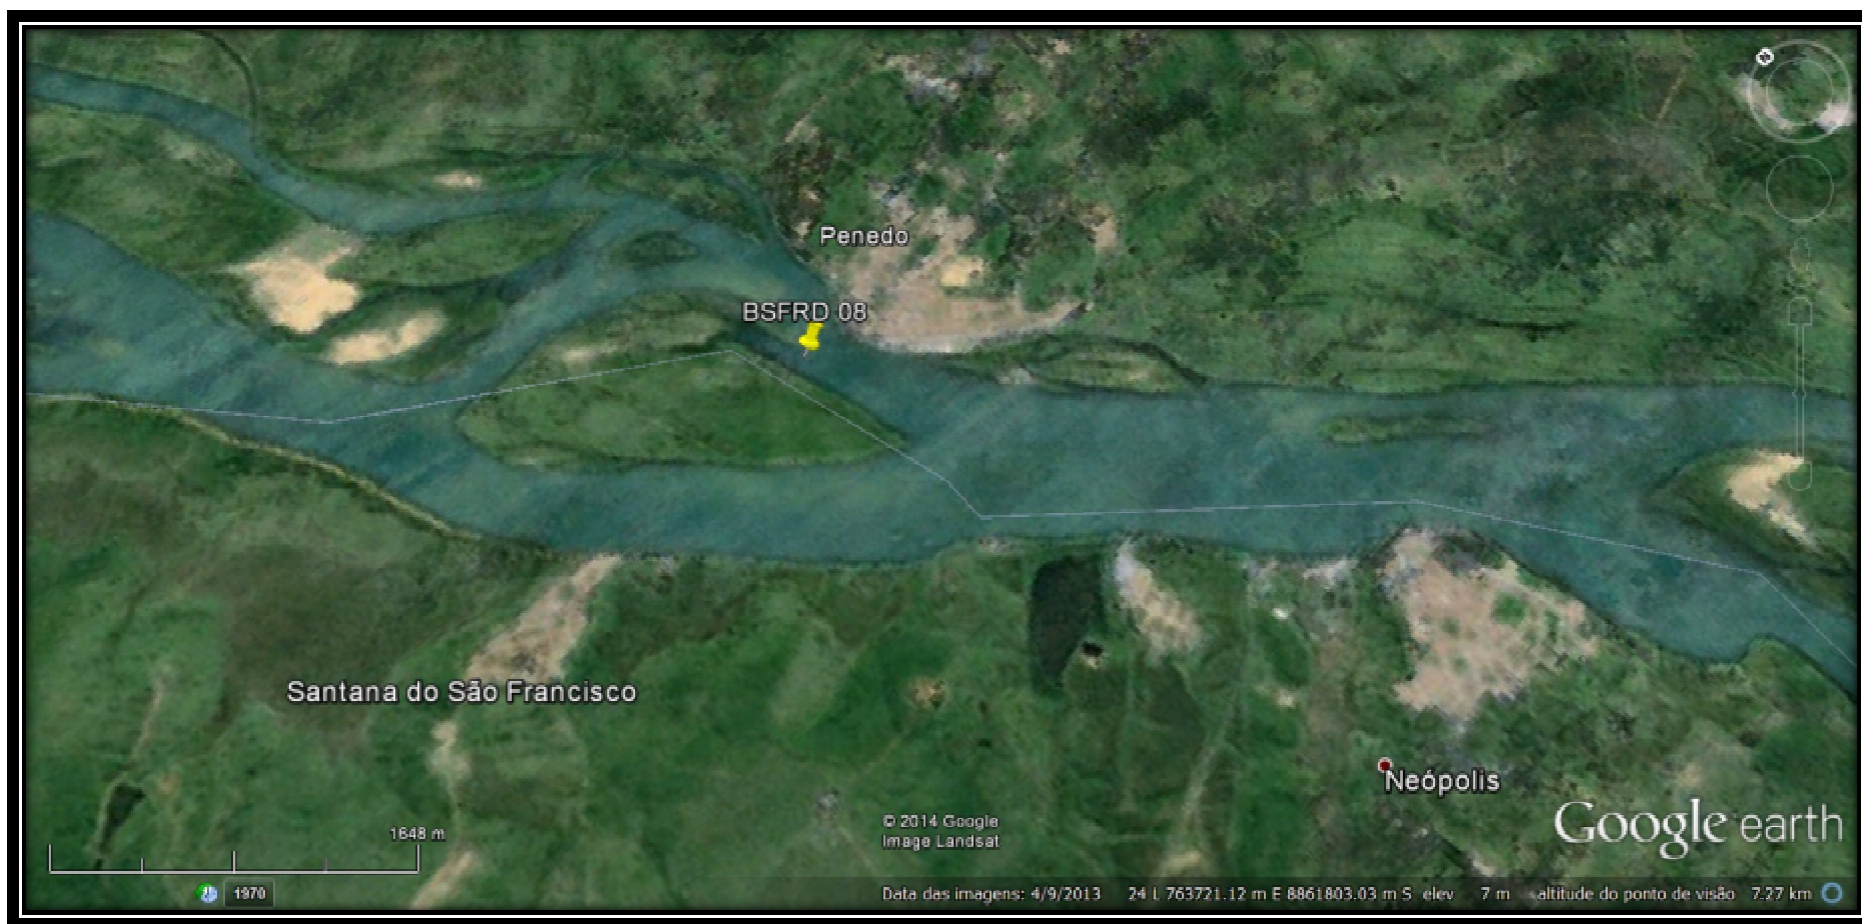 Penedo
BSFRD 08
Santana do São Francisco
Neópolis
1648 m
© 2014 Google
Image Landsat
Google earth
1970
Data das imagens: 4/9/2013 24 L 763721.12 m E 8861803.03 m S elev 7 m altitude do ponto de visão 7.27 km